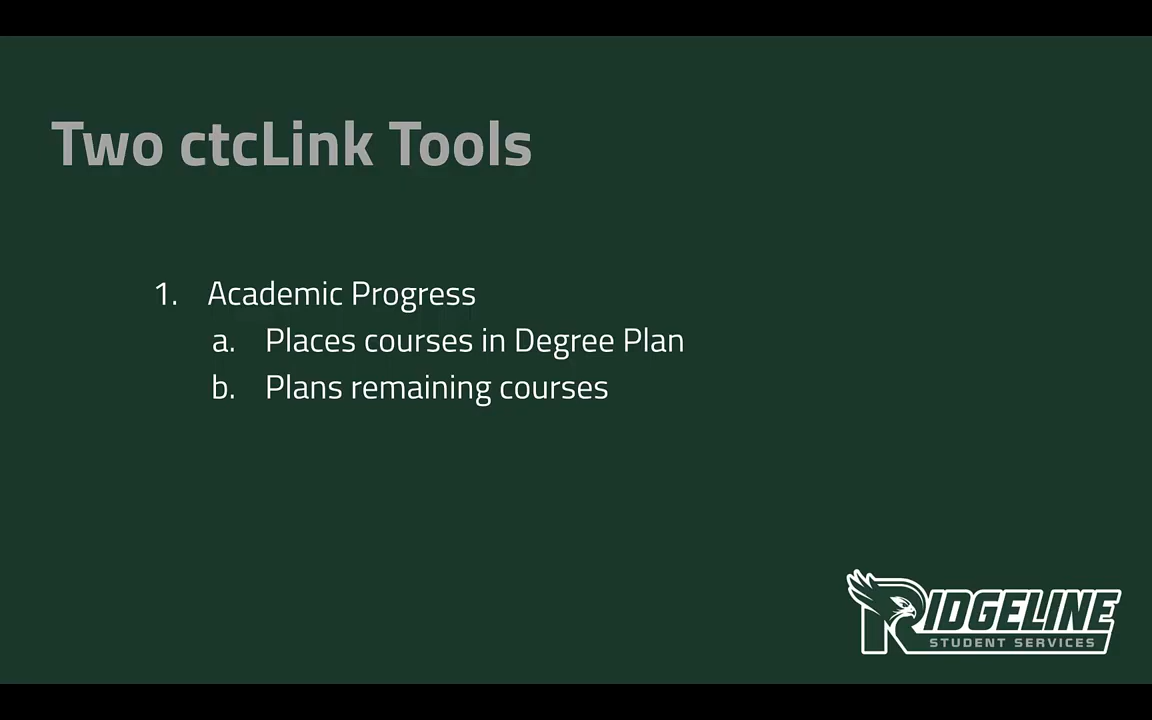 Two ctcLink Tools
1. Academic Progress
a. Places courses in Degree Plan
b. Plans remaining courses
RIDGELINE
STUDENT SERVICES